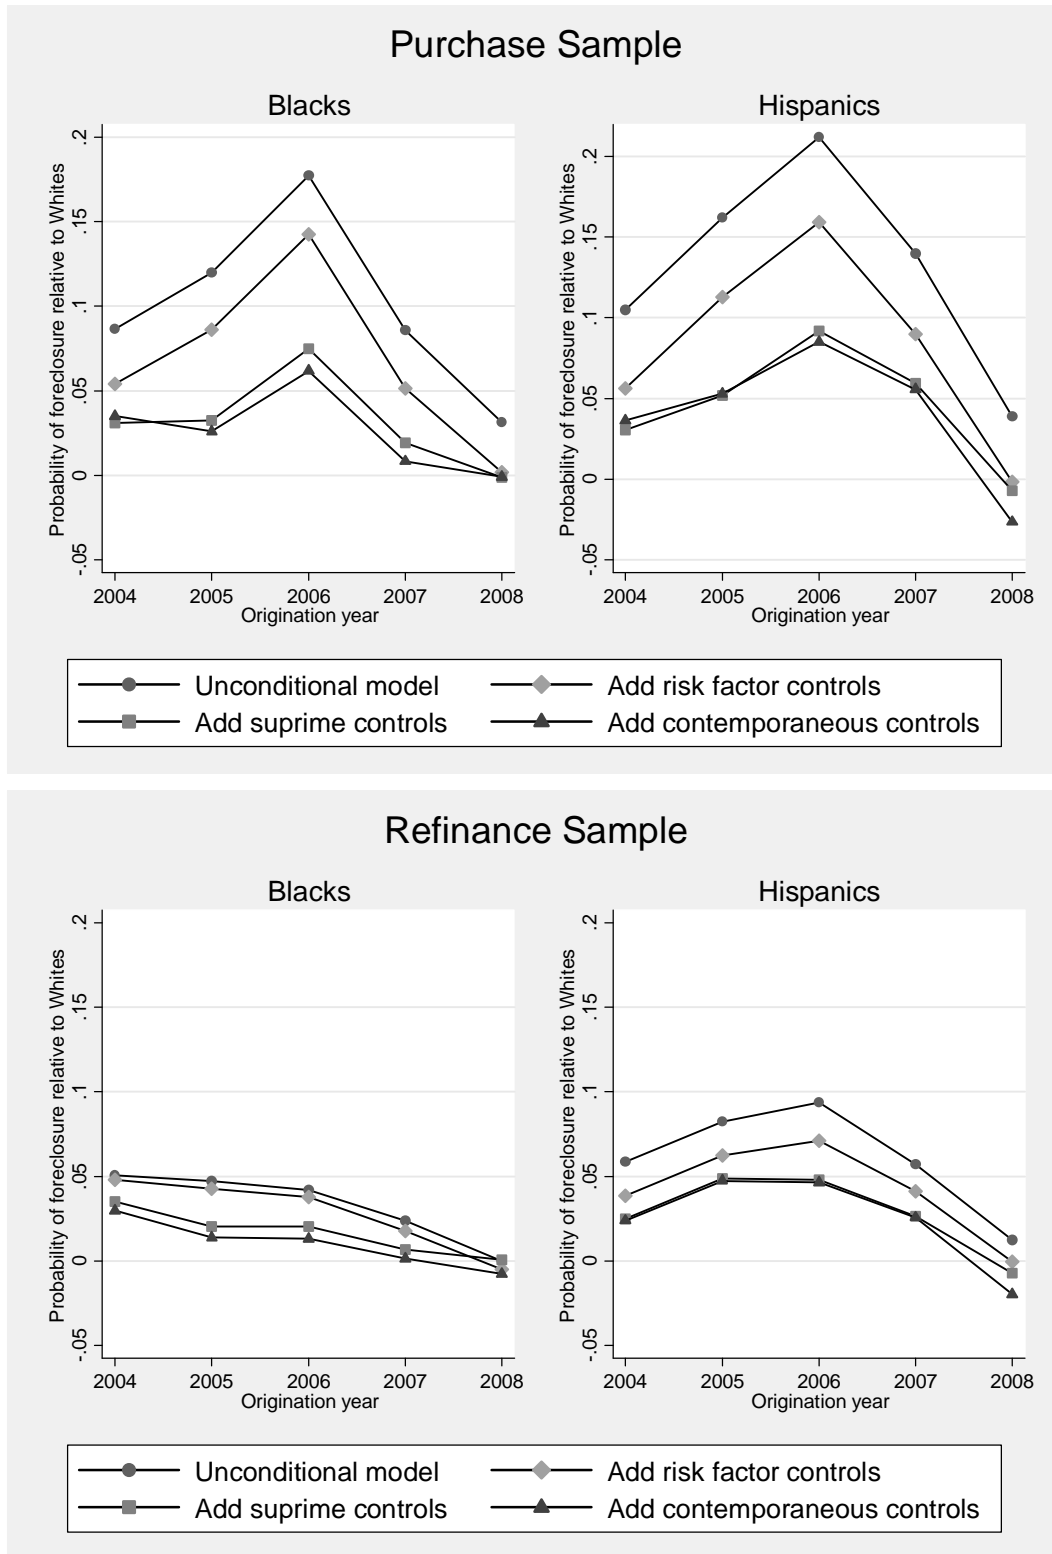 Purchase Sample
Blacks
Hispanics
Probability of foreclosure relative to Whites
.2
.15
.1
.05
0
-.05
2004 2005 2006 2007 2008
Origination year
Probability of foreclosure relative to Whites
.2
.15
.1
.05
0
-.05
2004 2005 2006 2007 2008
Origination year
Unconditional model
Add risk factor controls
Add suprime controls
Add contemporaneous controls
Refinance Sample
Blacks
Hispanics
Probability of foreclosure relative to Whites
.2
.15
.1
.05
0
-.05
2004 2005 2006 2007 2008
Origination year
Probability of foreclosure relative to Whites
.2
.15
.1
.05
0
-.05
2004 2005 2006 2007 2008
Origination year
Unconditional model
Add risk factor controls
Add suprime controls
Add contemporaneous controls